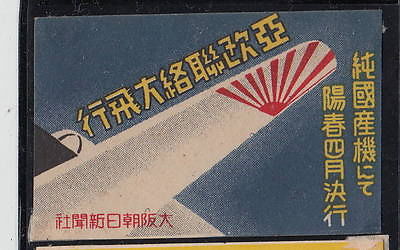 亞欧聯絡大飛行
純國産機にて
陽春四月決行
大阪朝日新聞社